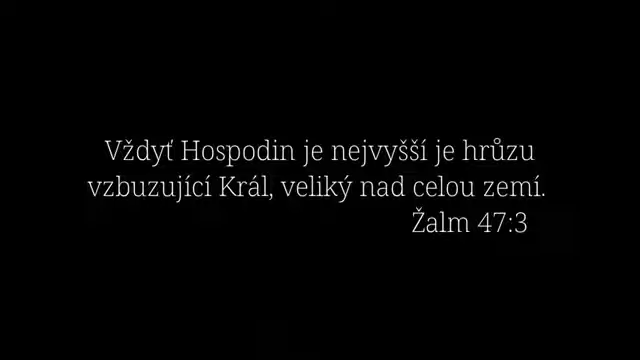 Vždyť Hospodin je nejvyšší je hrůzu
vzbuzující Král, veliký nad celou zemí.
Žalm 47:3